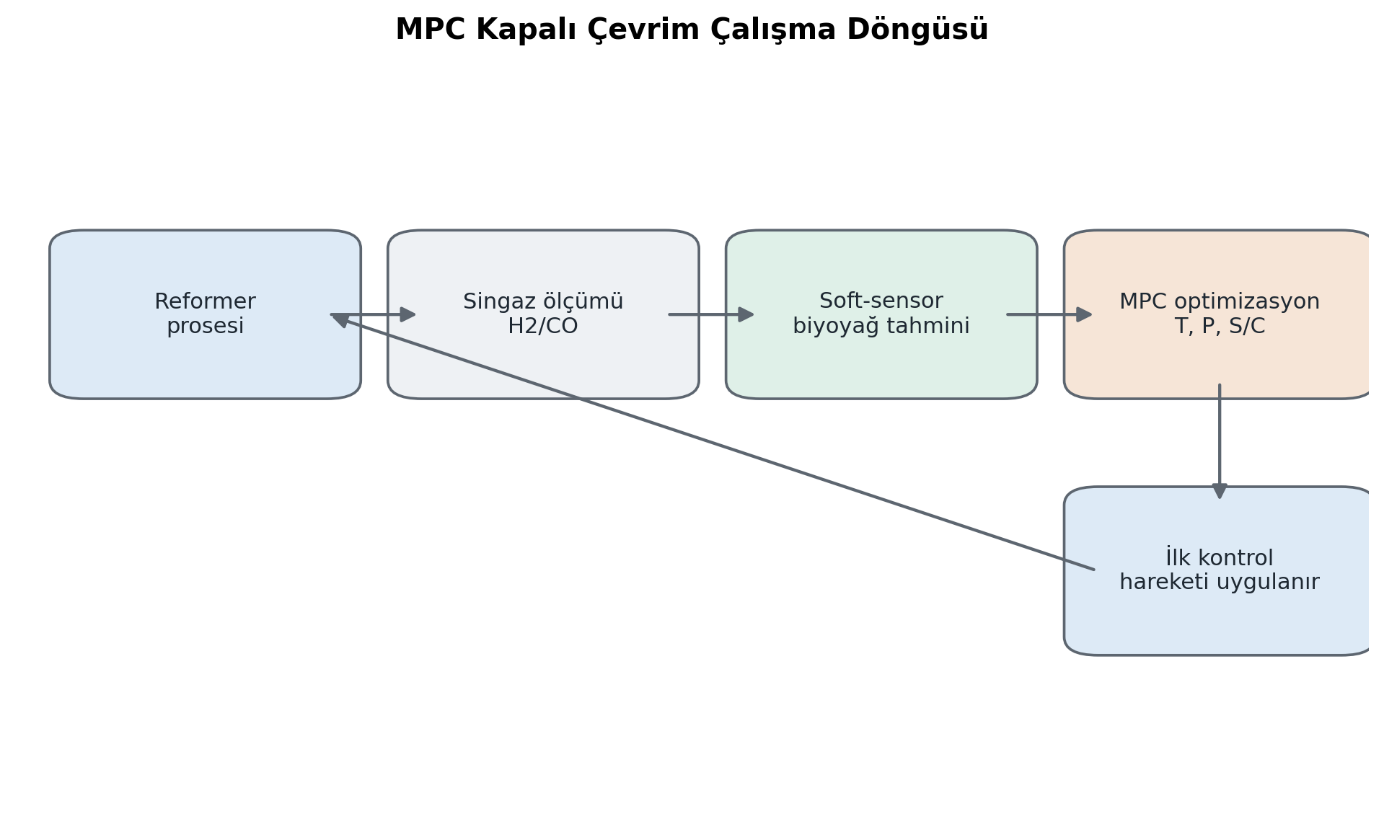 MPC Kapalı Çevrim Çalışma Döngüsü
Reformer
prosesi
Singaz ölçümü
H2/CO
Soft-sensor
biyoyağ tahmini
MPC optimizasyon
T, P, S/C
İlk kontrol
hareketi uygulanır